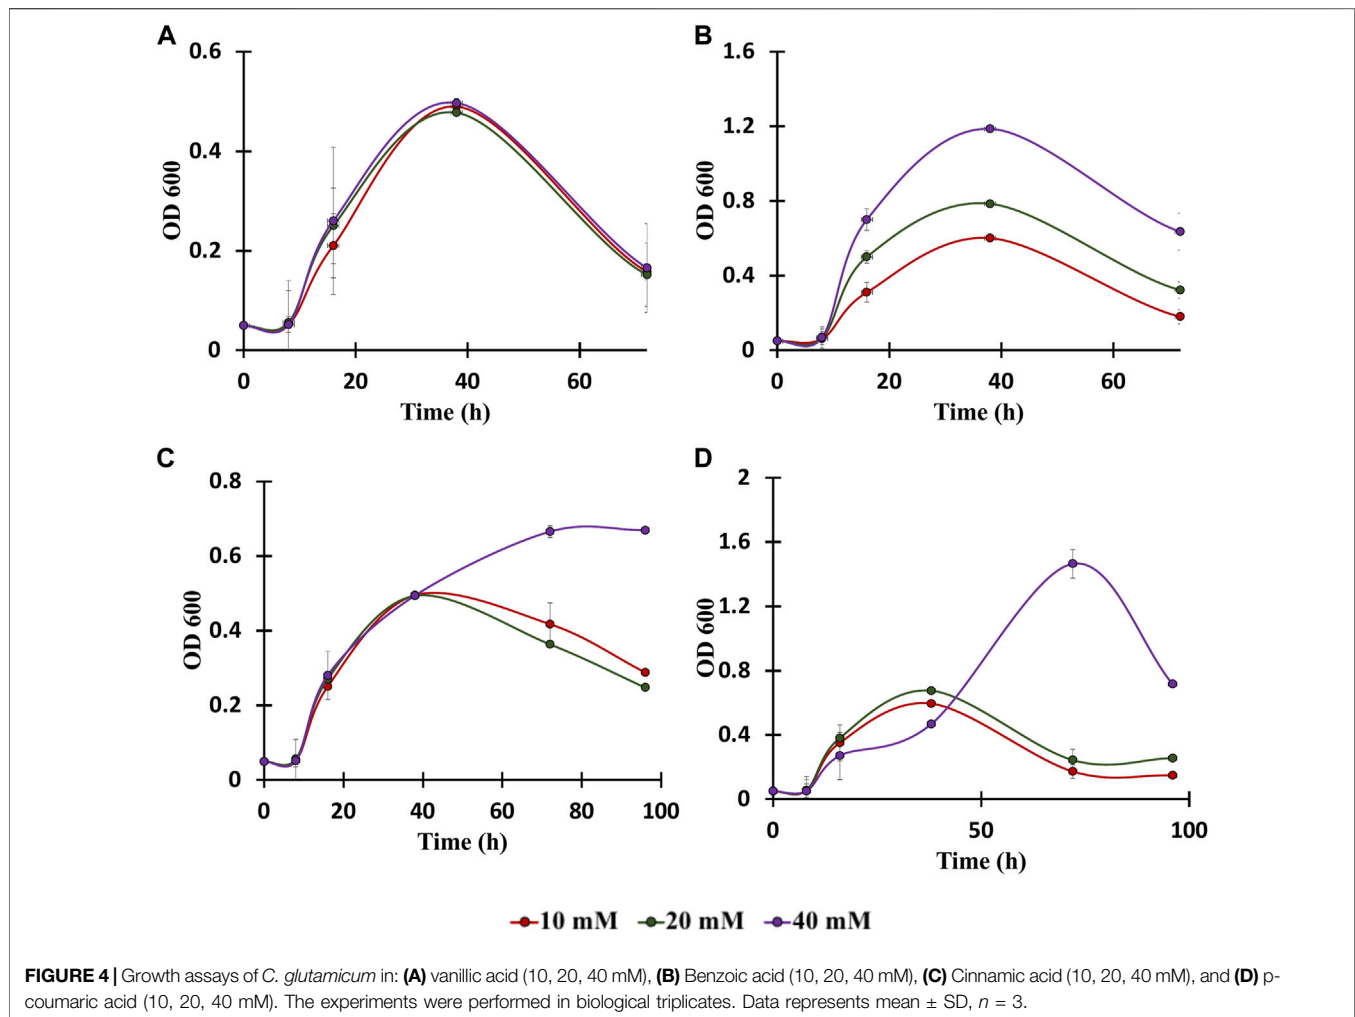 A
0.6
0.4
0.2
0
OD 600
0 20 40 60
Time (h)
B
1.6
1.2
0.8
0.4
0
OD 600
0 20 40 60
Time (h)
C
0.8
0.6
0.4
0.2
0
OD 600
0 20 40 60 80 100
Time (h)
D
2
1.6
1.2
0.8
0.4
0
OD 600
0 50 100
Time (h)
10 mM 20 mM 40 mM
FIGURE 4 | Growth assays of C. glutamicum in: (A) vanillic acid (10, 20, 40 mM), (B) Benzoic acid (10, 20, 40 mM), (C) Cinnamic acid (10, 20, 40 mM), and (D) p-
coumaric acid (10, 20, 40 mM). The experiments were performed in biological triplicates. Data represents mean ± SD, n = 3.